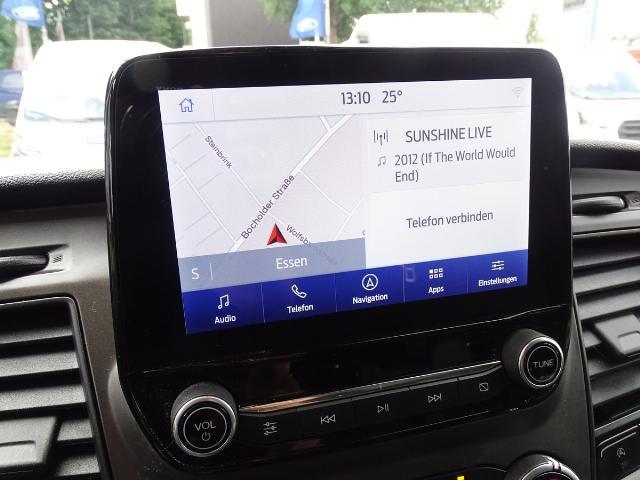 13:10 25°
Steinbrink
Bocholder Straße
Wolfsb
S
Essen
SUNSHINE LIVE
2012 (If The World Would
End)
Telefon verbinden
Audio
Telefon
Navigation
Apps
Einstellungen
VOL
TUNE